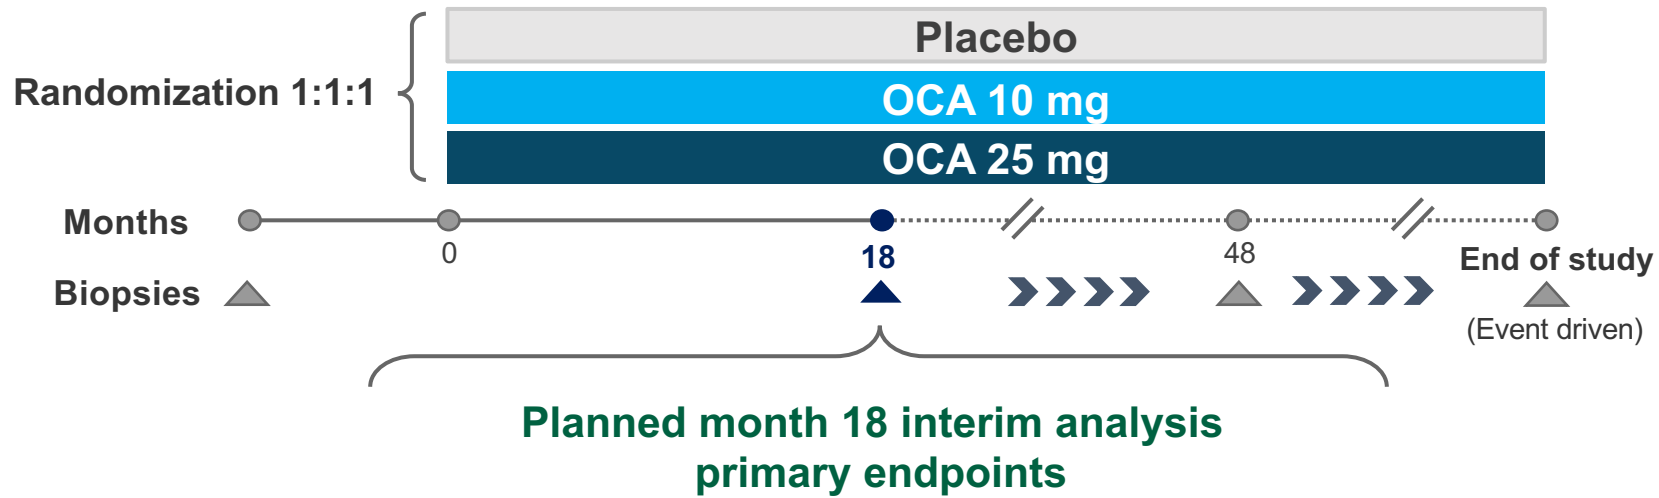 Placebo
Randomization 1:1:1
OCA 10 mg
OCA 25 mg
Months
0
18
48
End of study
Biopsies
(Event driven)
Planned month 18 interim analysis
primary endpoints